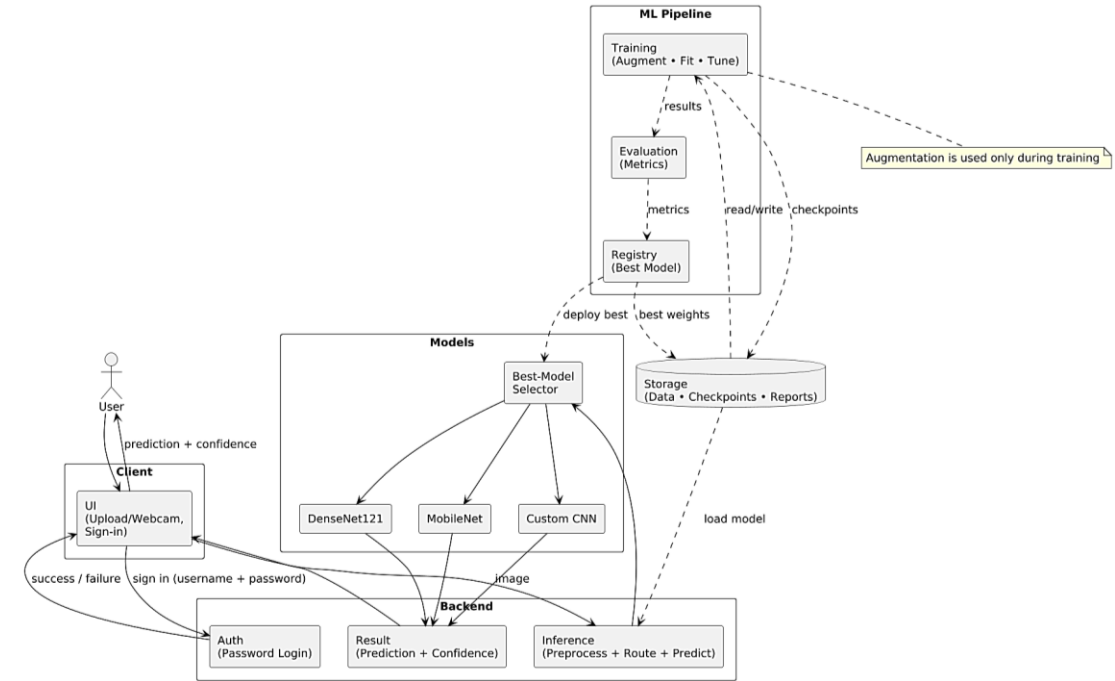 ML Pipeline
Training
(Augment • Fit • Tune)
results
Evaluation
(Metrics)
Augmentation is used only during training
metrics
read/write
checkpoints
Registry
(Best Model)
deploy best
best weights
Models
Best-Model
Selector
Storage
(Data • Checkpoints • Reports)
User
prediction + confidence
Client
UI
(Upload/Webcam,
Sign-in)
DenseNet121
MobileNet
Custom CNN
load model
success / failure
sign in (username + password)
image
Backend
Auth
(Password Login)
Result
(Prediction + Confidence)
Inference
(Preprocess + Route + Predict)